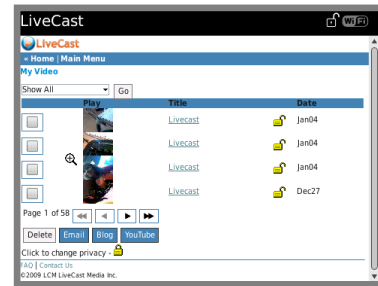 LiveCast WiFi
LiveCast
« Home | Main Menu
My Video
Show All Go
Play Title Date
Livecast Jan04
Livecast Jan04
Livecast Jan04
Livecast Dec27
Page 1 of 58
Delete Email Blog YouTube
Click to change privacy -
FAQ | Contact Us
©2009 LCM LiveCast Media Inc.